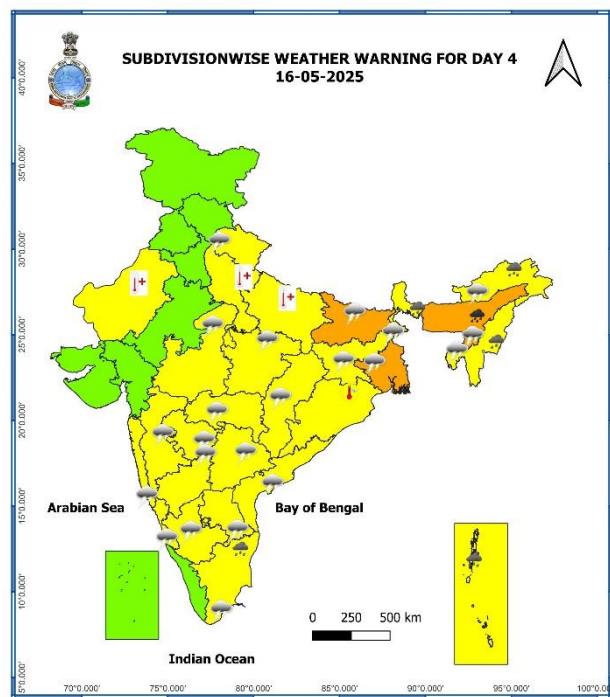 SUBDIVISIONWISE WEATHER WARNING FOR DAY 4
16-05-2025
40°0.000'
35°0.000'
30°0.000'
25°0.000'
20°0.000'
15°0.000'
10°0.000'
5°0.000'
Arabian Sea
Bay of Bengal
0 250 500 km
Indian Ocean
70°0.000' 75°0.000' 80°0.000' 85°0.000' 90°0.000' 95°0.000' 100°0.0